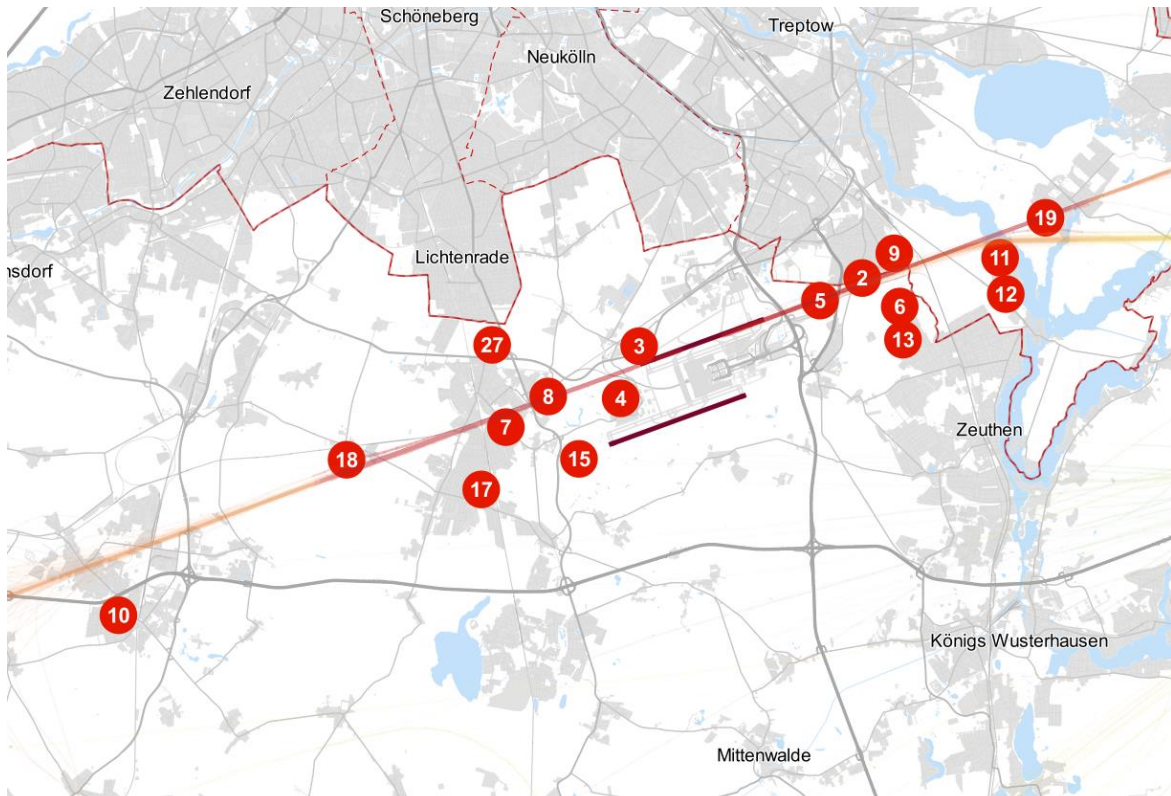 Schöneberg
Treptow
Neukölln
Zehlendorf
19
9
Lichtenrade
11
nsdorf
2
12
5
6
13
27
3
8
4
7
Zeuthen
18
15
17
10
Königs Wusterhausen
Mittenwalde